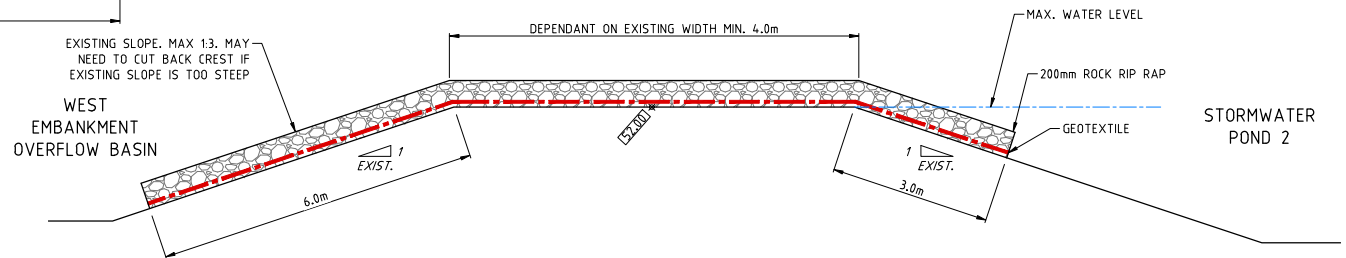 DEPENDANT ON EXISTING WIDTH MIN. 4.0m
MAX. WATER LEVEL
EXISTING SLOPE. MAX 1:3. MAY
NEED TO CUT BACK CREST IF
EXISTING SLOPE IS TOO STEEP
200mm ROCK RIP RAP
WEST
EMBANKMENT
OVERFLOW BASIN
STORMWATER
POND 2
GEOTEXTILE
52.00
1
EXIST.
1
EXIST.
6.0m
3.0m